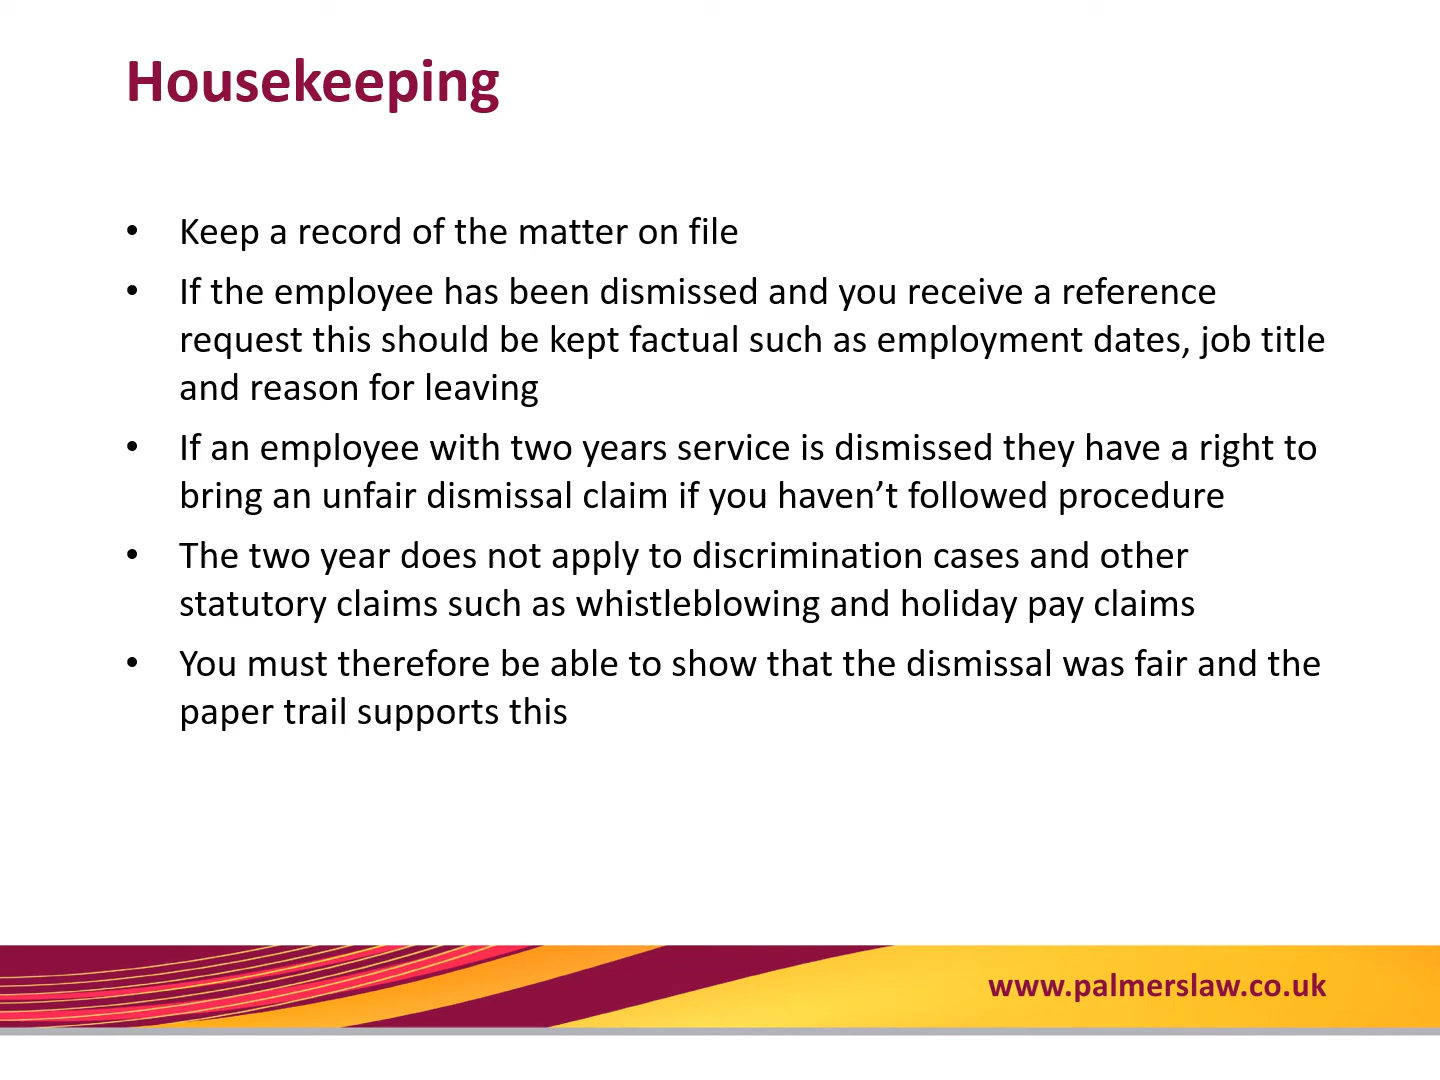 Housekeeping
• Keep a record of the matter on file
• If the employee has been dismissed and you receive a reference
request this should be kept factual such as employment dates, job title
and reason for leaving
• If an employee with two years service is dismissed they have a right to
bring an unfair dismissal claim if you haven’t followed procedure
• The two year does not apply to discrimination cases and other
statutory claims such as whistleblowing and holiday pay claims
• You must therefore be able to show that the dismissal was fair and the
paper trail supports this
www.palmerslaw.co.uk